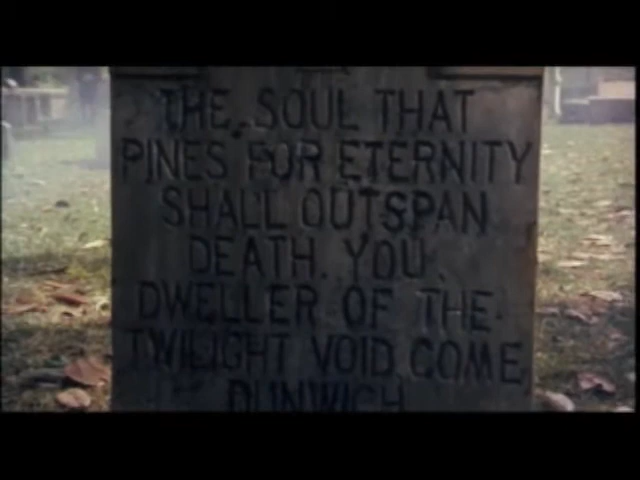 THE SOUL THAT
PINES FOR ETERNITY
SHALL OUTSPAN
DEATH. YOU,
DWELLER OF THE
TWILIGHT VOID COME,
DUNWICH